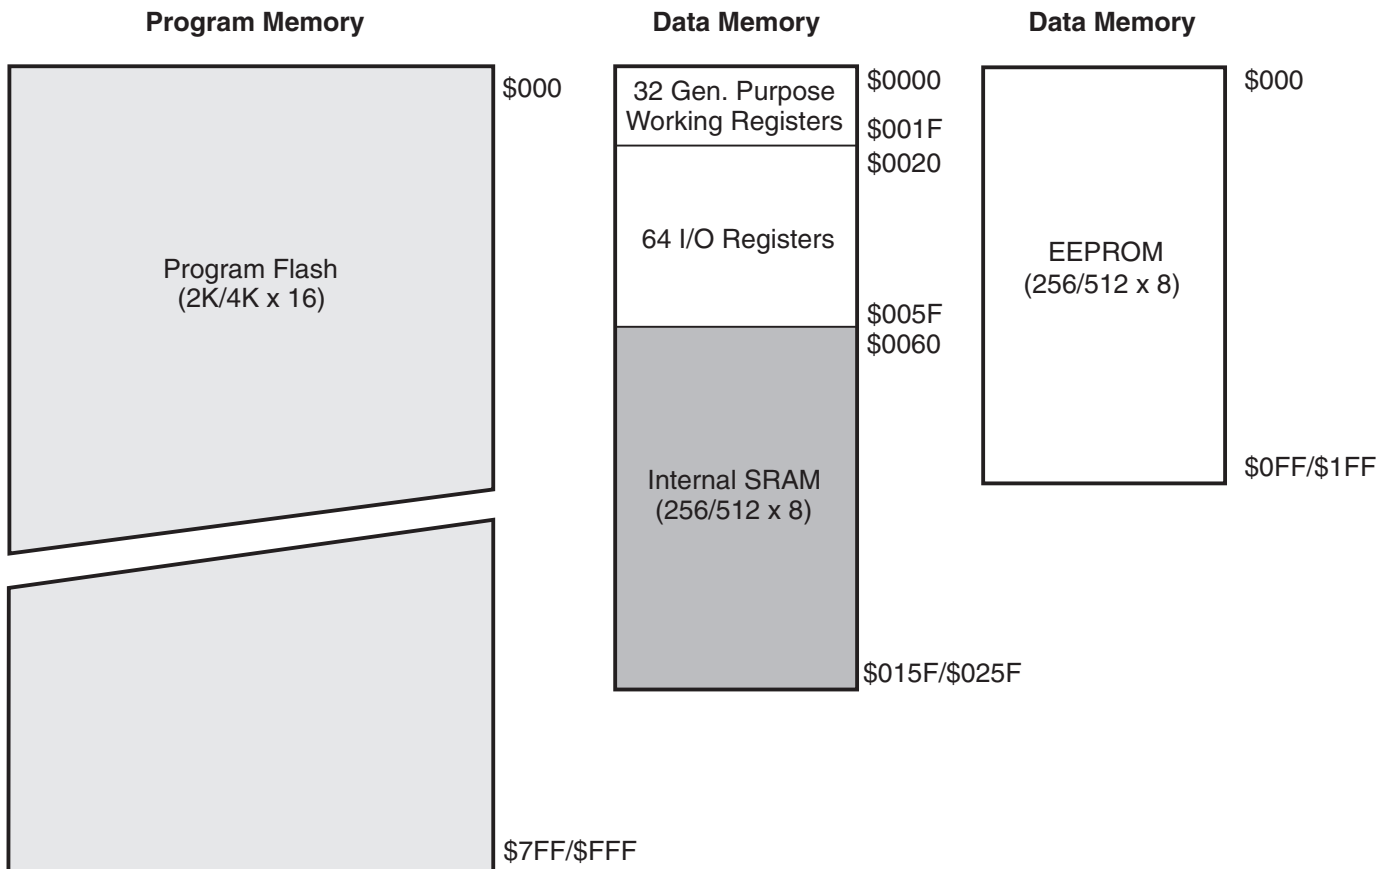 Program Memory
$000
Program Flash
(2K/4K x 16)
$7FF/$FFF
Data Memory
32 Gen. Purpose
Working Registers
$0000
$001F
$0020
64 I/O Registers
$005F
$0060
Internal SRAM
(256/512 x 8)
$015F/$025F
Data Memory
$000
EEPROM
(256/512 x 8)
$0FF/$1FF